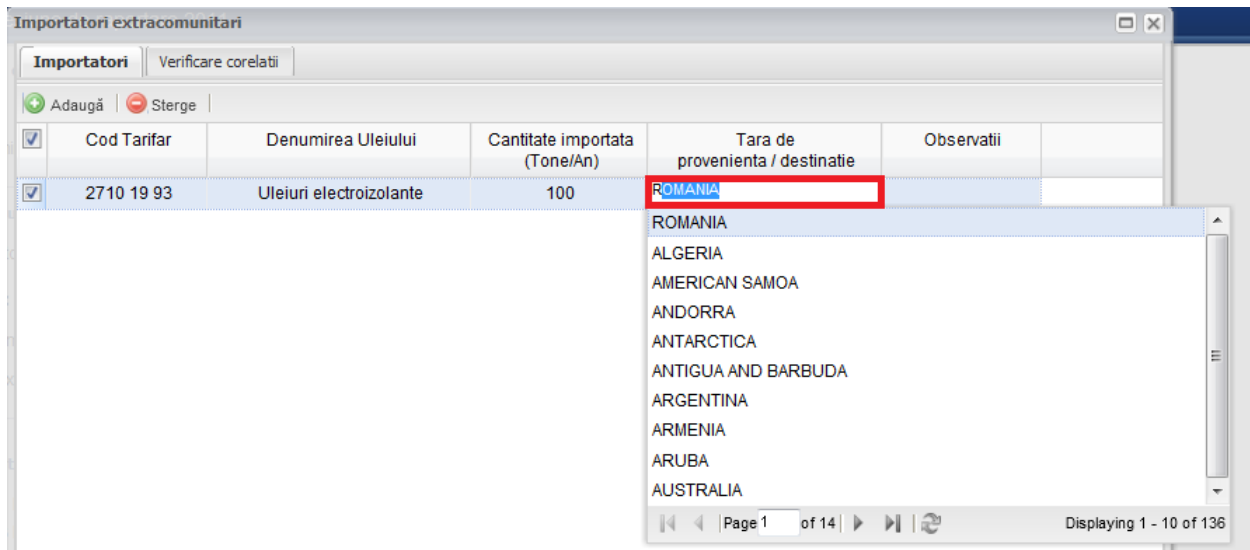 Importatori extracomunitari
Importatori Verificare corelatii
Adaugă Sterge
Cod Tarifar Denumirea Uleiului Cantitate importata (Tone/An) Tara de provenienta / destinatie Observatii
2710 19 93 Uleiuri electroizolante 100 ROMANIA
ROMANIA
ALGERIA
AMERICAN SAMOA
ANDORRA
ANTARCTICA
ANTIGUA AND BARBUDA
ARGENTINA
ARMENIA
ARUBA
AUSTRALIA
Page 1 of 14 Displaying 1 - 10 of 136